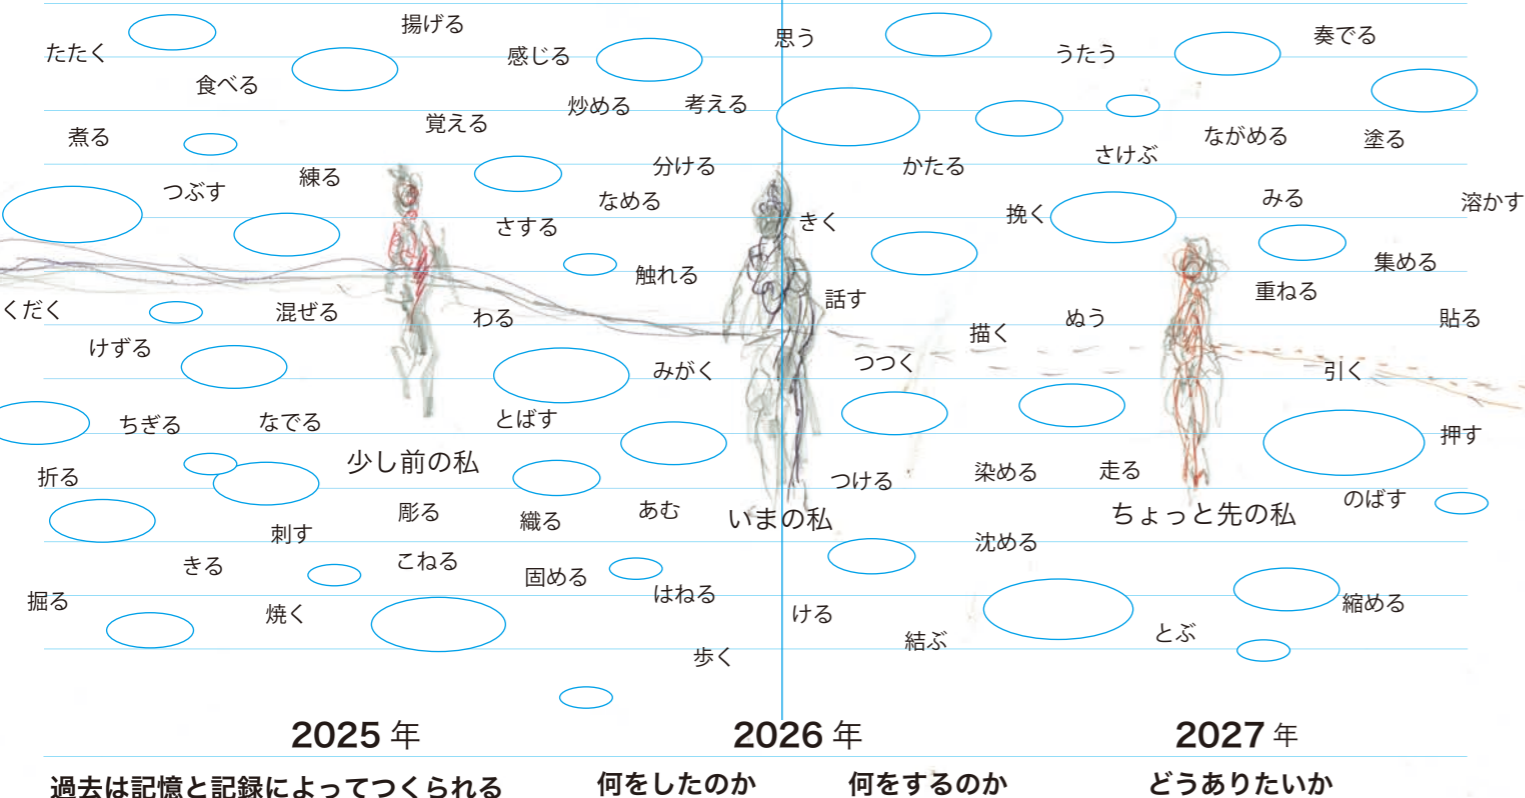 揚げる
思う
奏でる
たたく
感じる
うたう
食べる
炒める
考える
覚える
煮る
ながめる
塗る
分ける
かたる
さけぶ
つぶす
練る
なめる
みる
溶かす
さする
きく
挽く
触れる
集める
重ねる
くだく
混ぜる
わる
話す
ぬう
貼る
描く
けずる
みがく
つつく
引く
ちぎる
なでる
とばす
押す
少し前の私
折る
つける
染める
走る
のばす
彫る
織る
あむ
いまの私
ちょっと先の私
刺す
沈める
きる
こねる
固める
はねる
掘る
焼く
ける
縮める
結ぶ
とぶ
歩く
2025 年
2026 年
2027 年
過去は記憶と記録によってつくられる
何をしたのか
何をするのか
どうありたいか